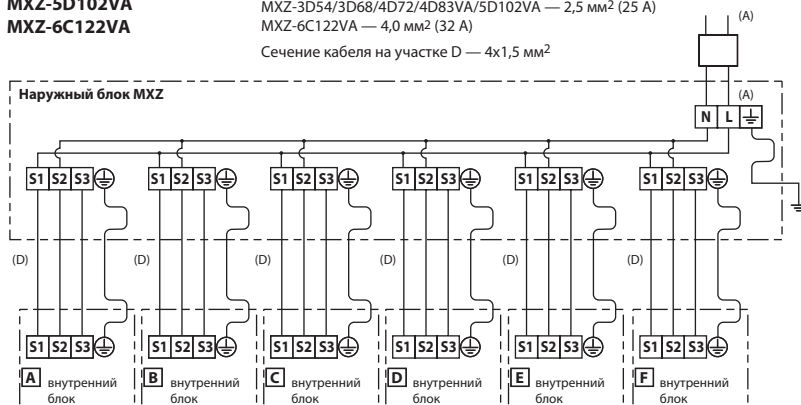 MXZ-5D102VA
MXZ-3D54/3D68/4D72/4D83VA/5D102VA — 2,5 мм² (25 А)
MXZ-6C122VA
MXZ-6C122VA — 4,0 мм² (32 А)
Сечение кабеля на участке D — 4x1,5 мм²
(A)
Наружный блок MXZ
(A)
N L
S1 S2 S3 S1 S2 S3 S1 S2 S3 S1 S2 S3 S1 S2 S3 S1 S2 S3
(D) (D) (D) (D) (D) (D)
S1 S2 S3 S1 S2 S3 S1 S2 S3 S1 S2 S3 S1 S2 S3 S1 S2 S3
A внутренний B внутренний C внутренний D внутренний E внутренний F внутренний
блок блок блок блок блок блок